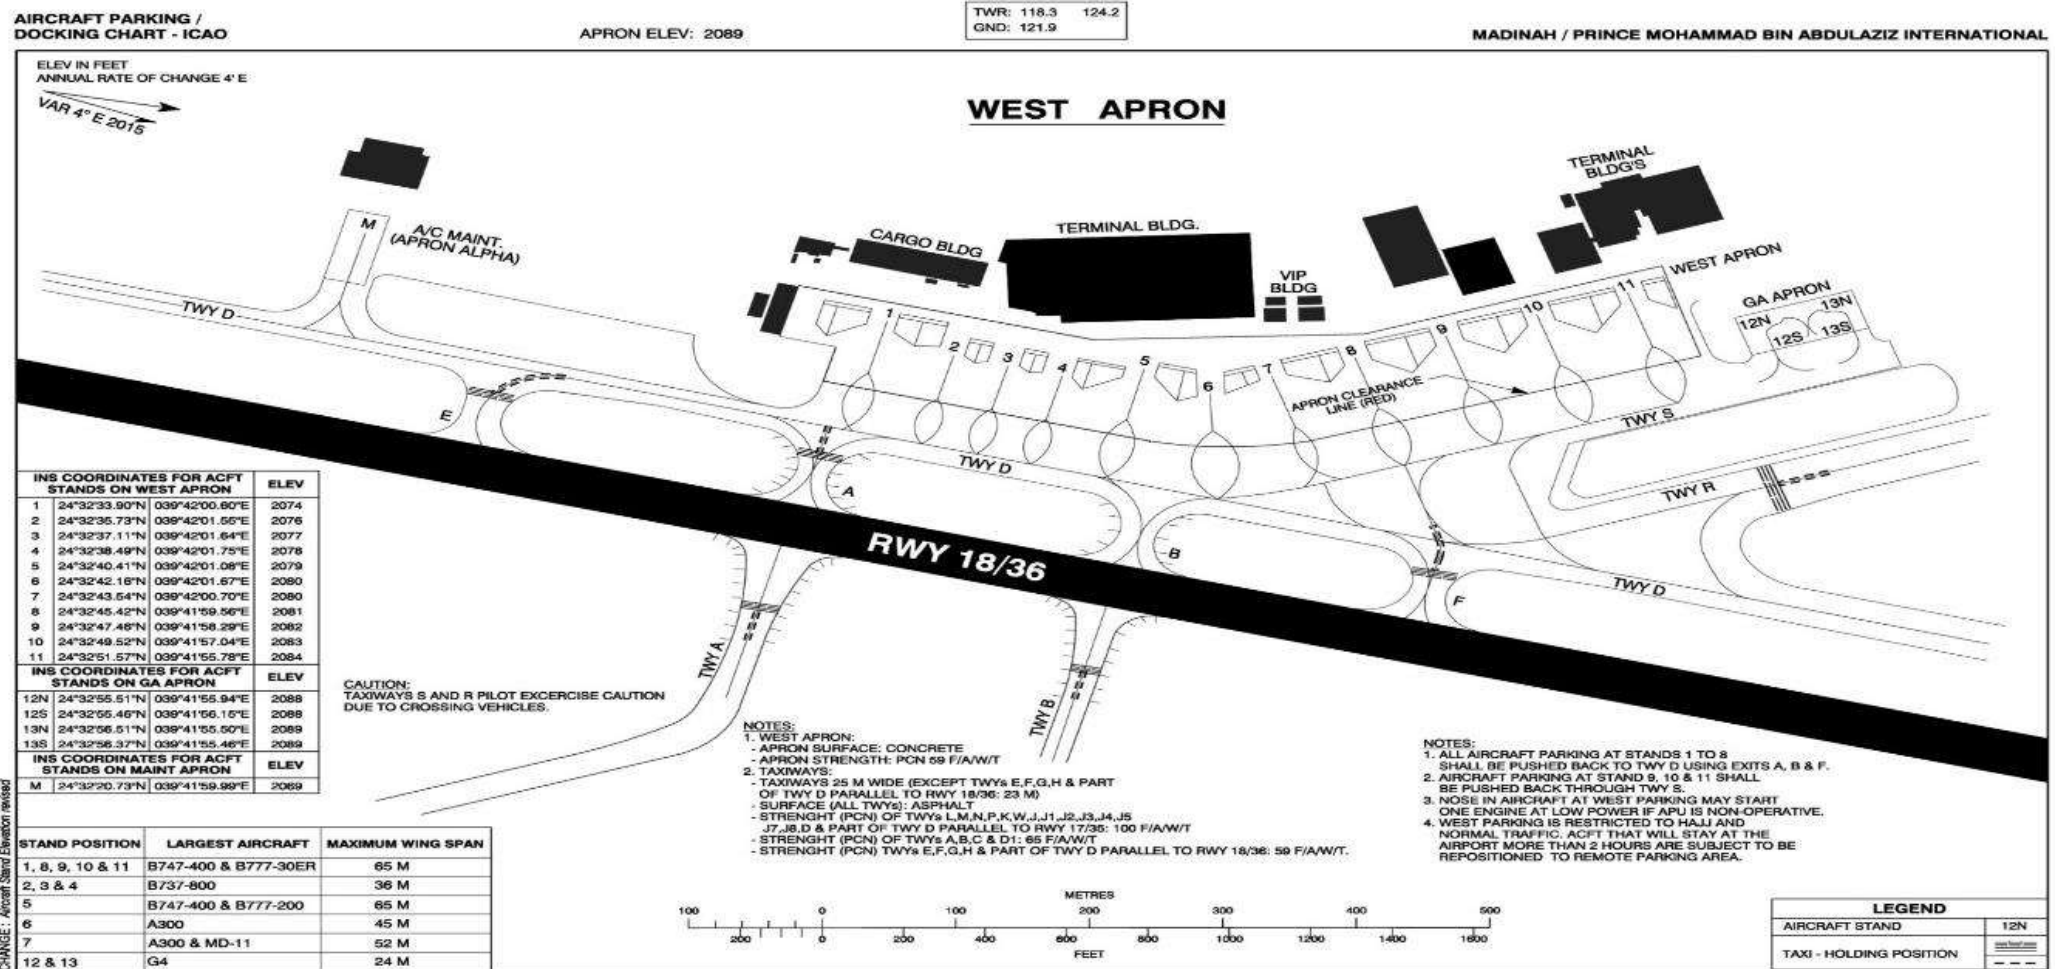 AIRCRAFT PARKING /
DOCKING CHART - ICAO
APRON ELEV: 2089
TWR: 118.3 124.2
GND: 121.9
MADINAH / PRINCE MOHAMMAD BIN ABDULAZIZ INTERNATIONAL
ELEV IN FEET
ANNUAL RATE OF CHANGE 4' E
VAR 4° E 2015
WEST APRON
M
A/C MAINT.
(APRON ALPHA)
CARGO BLDG
TERMINAL BLDG.
VIP
BLDG
TERMINAL
BLDG'S
WEST APRON
GA APRON
12N
13N
12S
13S
1
2
3
4
5
6
7
8
9
10
11
APRON CLEARANCE
LINE (RED)
TWY D
TWY D
TWY S
TWY R
TWY D
E
A
B
F
RWY 18/36
TWY A
TWY B
INS COORDINATES FOR ACFT
STANDS ON WEST APRON ELEV
1 24°32'33.90"N 039°42'00.60"E 2074
2 24°32'35.73"N 039°42'01.55"E 2076
3 24°32'37.11"N 039°42'01.64"E 2077
4 24°32'38.49"N 039°42'01.75"E 2078
5 24°32'40.41"N 039°42'01.08"E 2079
6 24°32'42.16"N 039°42'01.67"E 2080
7 24°32'43.54"N 039°42'00.70"E 2080
8 24°32'45.42"N 039°41'59.56"E 2081
9 24°32'47.48"N 039°41'58.29"E 2082
10 24°32'49.52"N 039°41'57.04"E 2083
11 24°32'51.57"N 039°41'55.78"E 2084
INS COORDINATES FOR ACFT
STANDS ON GA APRON ELEV
12N 24°32'55.51"N 039°41'55.94"E 2088
12S 24°32'55.46"N 039°41'56.15"E 2088
13N 24°32'56.51"N 039°41'55.50"E 2089
13S 24°32'56.37"N 039°41'55.46"E 2089
INS COORDINATES FOR ACFT
STANDS ON MAINT APRON ELEV
M 24°32'20.73"N 039°41'59.99"E 2069
CAUTION:
TAXIWAYS S AND R PILOT EXCERCISE CAUTION
DUE TO CROSSING VEHICLES.
NOTES:
1. WEST APRON:
- APRON SURFACE: CONCRETE
- APRON STRENGTH: PCN 59 F/A/W/T
2. TAXIWAYS:
- TAXIWAYS 25 M WIDE (EXCEPT TWYs E,F,G,H & PART
OF TWY D PARALLEL TO RWY 18/36: 23 M)
- SURFACE (ALL TWYs): ASPHALT
- STRENGHT (PCN) OF TWYs L,M,N,P,K,W,J,J1,J2,J3,J4,J5
J7,J8,D & PART OF TWY D PARALLEL TO RWY 17/35: 100 F/A/W/T
- STRENGHT (PCN) OF TWYs A,B,C & D1: 65 F/A/W/T
- STRENGHT (PCN) TWYs E,F,G,H & PART OF TWY D PARALLEL TO RWY 18/36: 59 F/A/W/T.
NOTES:
1. ALL AIRCRAFT PARKING AT STANDS 1 TO 8
SHALL BE PUSHED BACK TO TWY D USING EXITS A, B & F.
2. AIRCRAFT PARKING AT STAND 9, 10 & 11 SHALL
BE PUSHED BACK THROUGH TWY S.
3. NOSE IN AIRCRAFT AT WEST PARKING MAY START
ONE ENGINE AT LOW POWER IF APU IS NON-OPERATIVE.
4. WEST PARKING IS RESTRICTED TO HAJJ AND
NORMAL TRAFFIC. ACFT THAT WILL STAY AT THE
AIRPORT MORE THAN 2 HOURS ARE SUBJECT TO BE
REPOSITIONED TO REMOTE PARKING AREA.
STAND POSITION LARGEST AIRCRAFT MAXIMUM WING SPAN
1, 8, 9, 10 & 11 B747-400 & B777-30ER 65 M
2, 3 & 4 B737-800 36 M
5 B747-400 & B777-200 65 M
6 A300 45 M
7 A300 & MD-11 52 M
12 & 13 G4 24 M
CHANGE : Aircraft Stand Elevation revised
METRES
100 0 100 200 300 400 500
200 0 200 400 600 800 1000 1200 1400 1600
FEET
LEGEND
AIRCRAFT STAND 12N
TAXI - HOLDING POSITION